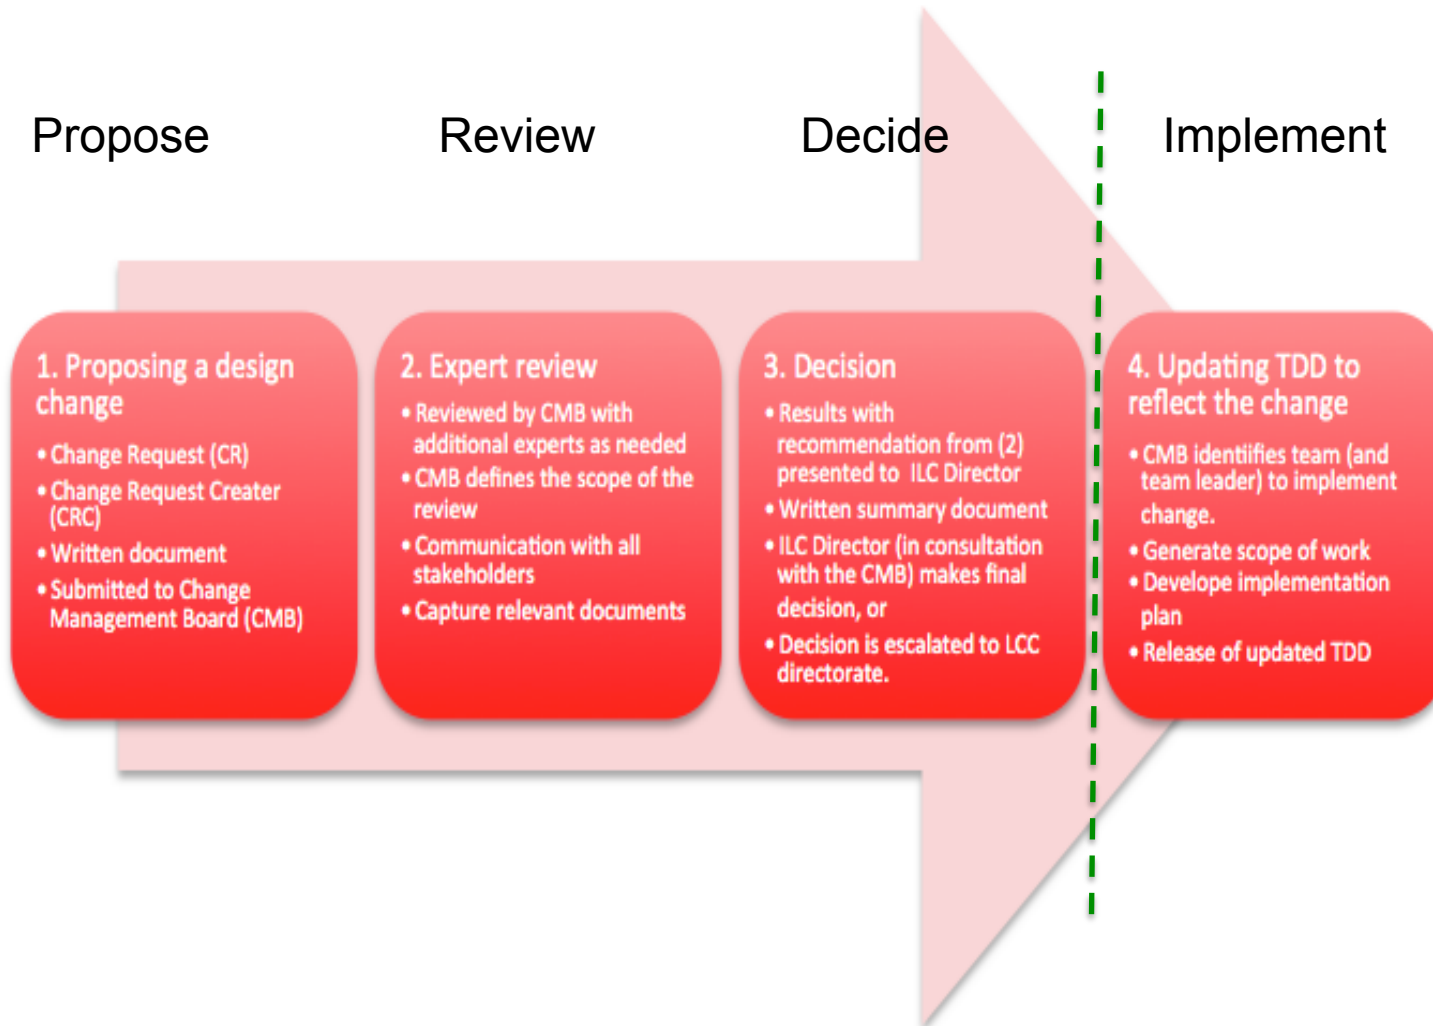 Propose
Review
Decide
Implement
1. Proposing a design
change
• Change Request (CR)
• Change Request Creater
(CRC)
• Written document
• Submitted to Change
Management Board (CMB)
2. Expert review
• Reviewed by CMB with
additional experts as needed
• CMB defines the scope of the
review
• Communication with all
stakeholders
• Capture relevant documents
3. Decision
• Results with
recommendation from (2)
presented to ILC Director
• Written summary document
• ILC Director (in consultation
with the CMB) makes final
decision, or
• Decision is escalated to LCC
directorate.
4. Updating TDD to
reflect the change
• CMB identiifies team (and
team leader) to implement
change.
• Generate scope of work
• Develope implementation
plan
• Release of updated TDD